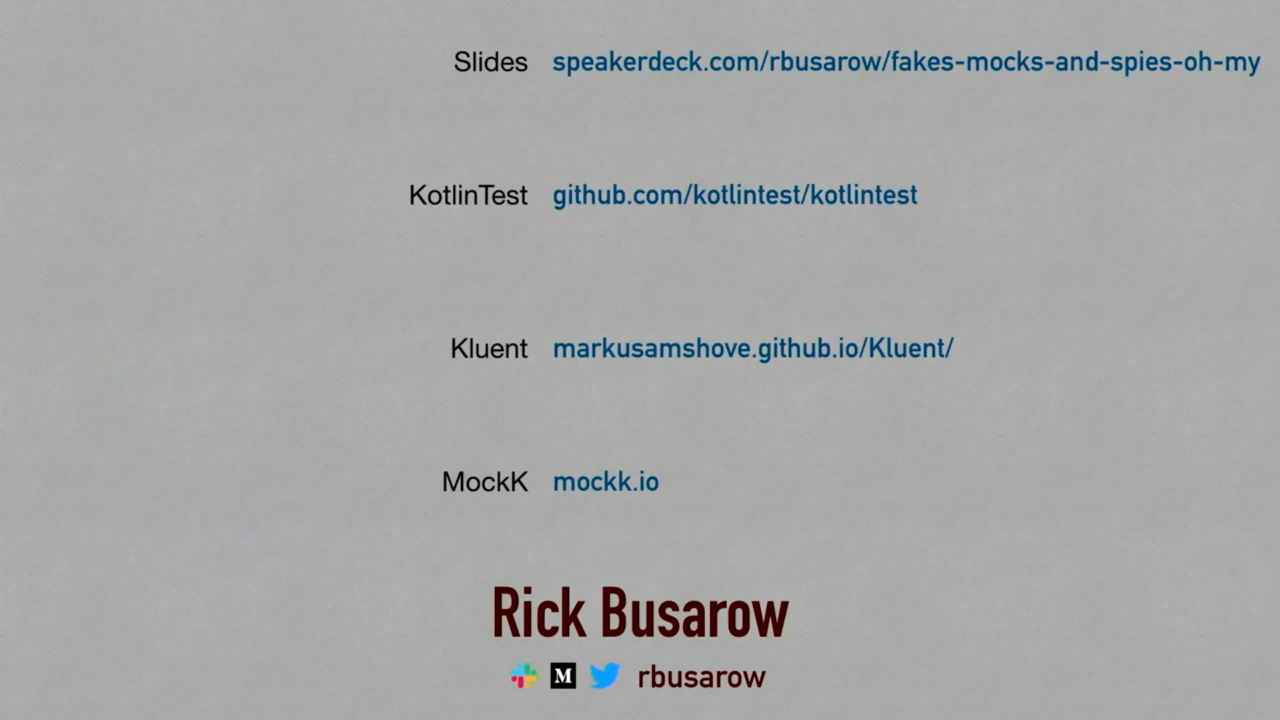 Slides speakerdeck.com/rbusarow/fakes-mocks-and-spies-oh-my
KotlinTest github.com/kotlintest/kotlintest
Kluent markusamshove.github.io/Kluent/
MockK mockk.io
Rick Busarow
M rbusarow